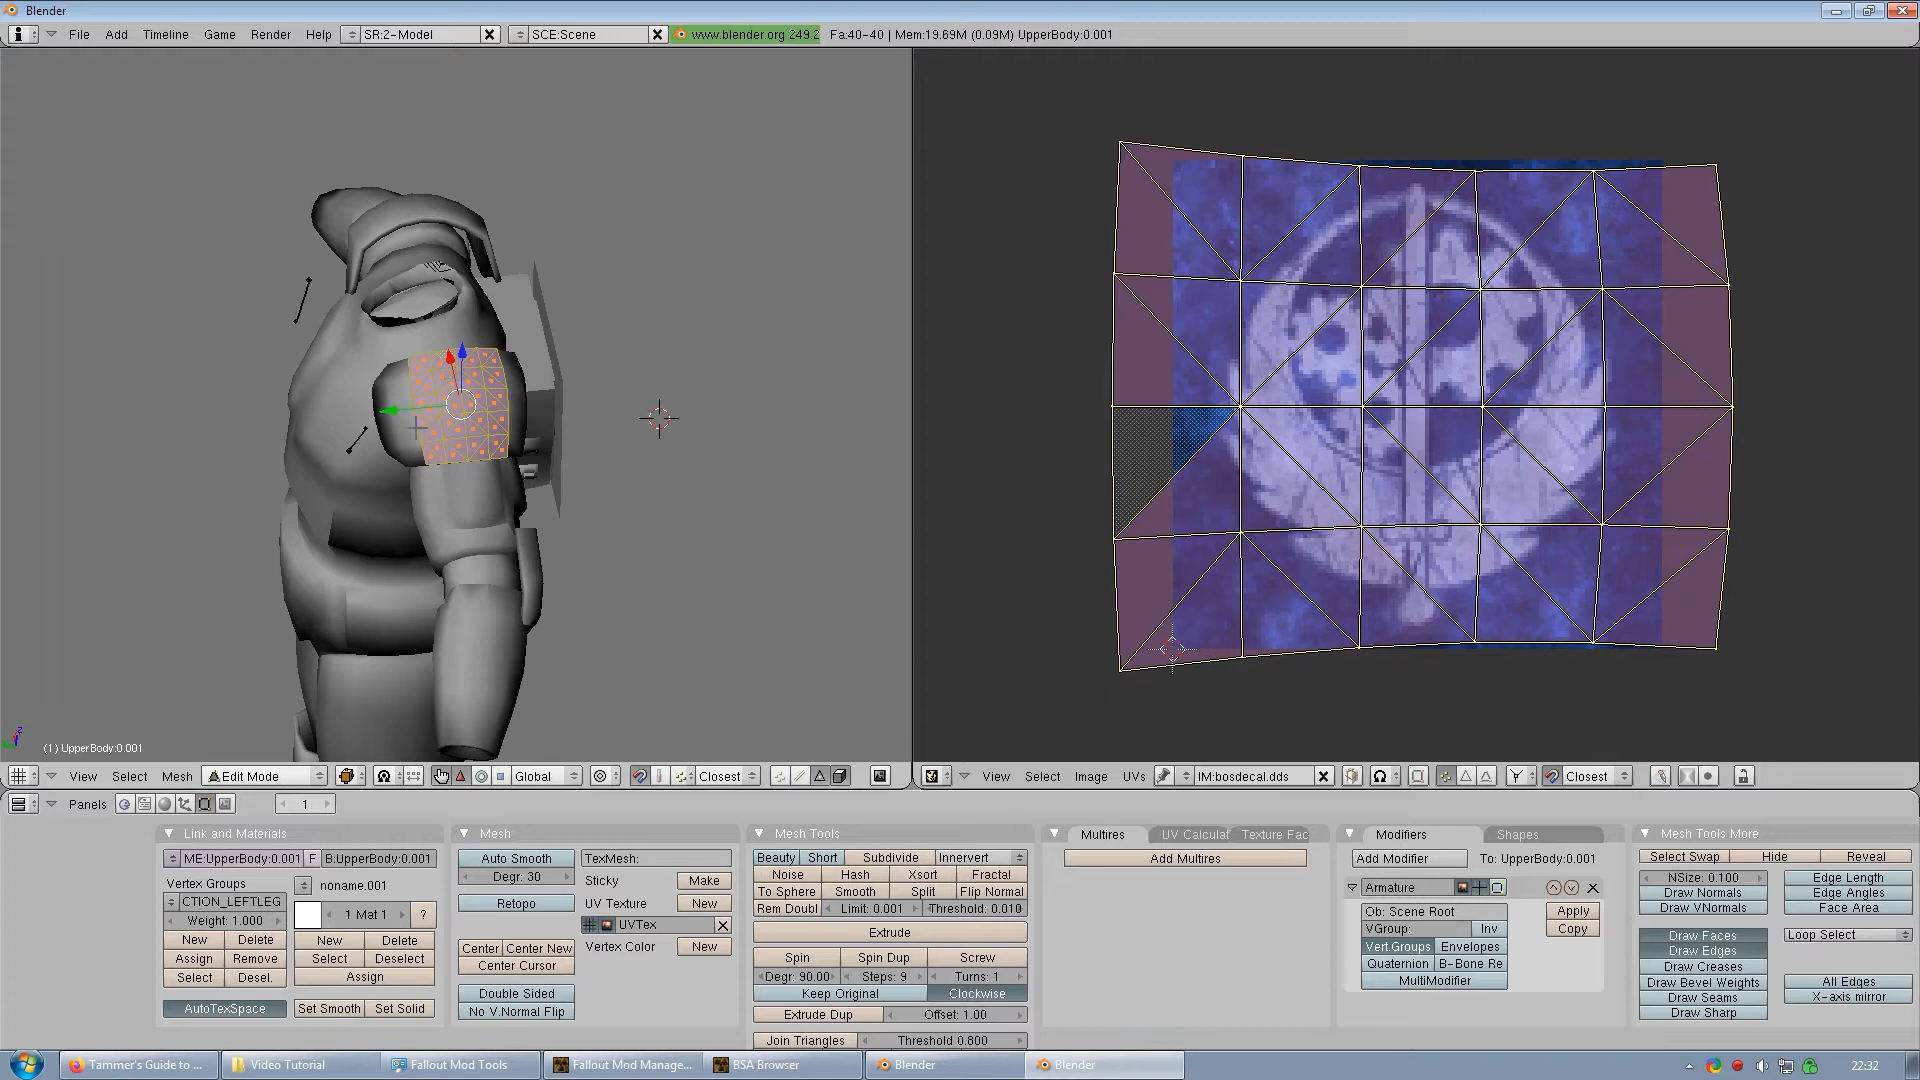 Blender
File Add Timeline Game Render Help SR:2-Model SCE:Scene www.blender.org 249.2 Fa:40-40 | Mem:19.69M (0.09M) UpperBody:0.001
(1) UpperBody:0.001
View Select Mesh Edit Mode Global Closest
View Select Image UVs IM:bosdecal.dds Closest
Panels 1
Link and Materials
ME:UpperBody:0.001 F OB:UpperBody:0.001
Vertex Groups noname.001
CTION_LEFTLEG
Weight: 1.000 1 Mat 1 ?
New Delete New Delete
Assign Remove Select Deselect
Select Desel. Assign
AutoTexSpace Set Smooth Set Solid
Mesh
Auto Smooth TexMesh:
Degr: 30 Sticky Make
Retopo UV Texture New
UVTex
Center Center New Vertex Color New
Center Cursor
Double Sided
No V.Normal Flip
Mesh Tools
Beauty Short Subdivide Innervert
Noise Hash Xsort Fractal
To Sphere Smooth Split Flip Normal
Rem Doubl Limit: 0.001 Threshold: 0.010
Extrude
Spin Spin Dup Screw
Degr: 90.00 Steps: 9 Turns: 1
Keep Original Clockwise
Extrude Dup Offset: 1.00
Join Triangles Threshold 0.800
Multires UV Calculat Texture Fac
Add Multires
Modifiers Shapes
Add Modifier To: UpperBody:0.001
Armature
Ob: Scene Root Apply
VGroup: Inv Copy
Vert.Groups Envelopes
Quaternion B-Bone Re
MultiModifier
Mesh Tools More
Select Swap Hide Reveal
NSize: 0.100 Edge Length
Draw Normals Edge Angles
Draw VNormals Face Area
Draw Faces Loop Select
Draw Edges
Draw Creases
Draw Bevel Weights All Edges
Draw Seams X-axis mirror
Draw Sharp
Tammer's Guide to ... Video Tutorial Fallout Mod Tools Fallout Mod Manage... BSA Browser Blender Blender 22:32